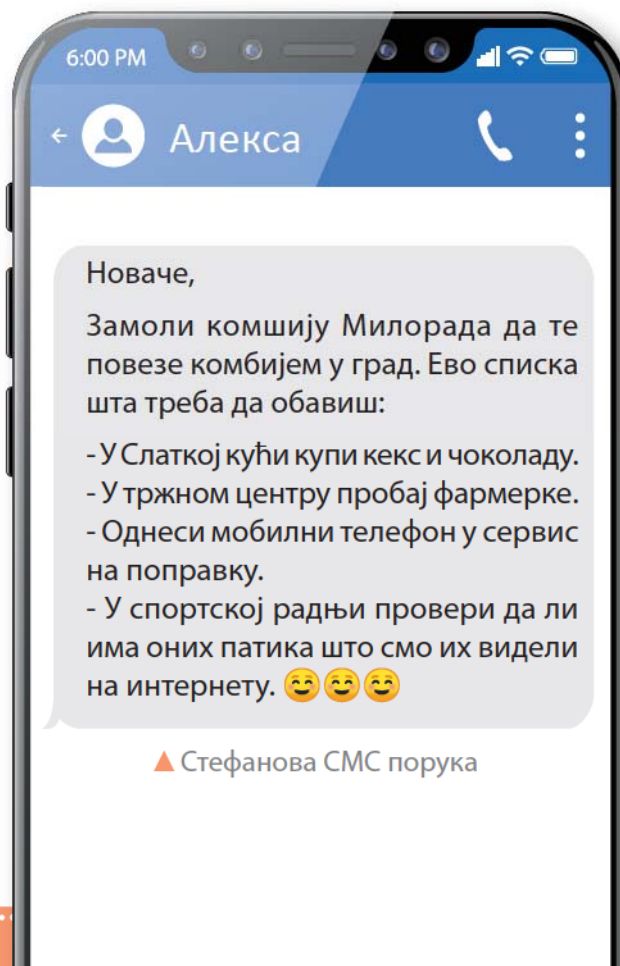 6:00 PM
Алекса
Новаче,
Замоли комшију Милорада да те
повезе комбијем у град. Ево списка
шта треба да обавиш:
- У Слаткој кући купи кекс и чоколаду.
- У тржном центру пробај фармерке.
- Однеси мобилни телефон у сервис
на поправку.
- У спортској радњи провери да ли
има оних патика што смо их видели
на интернету. ☺️☺️☺️
▲ Стефанова СМС порука